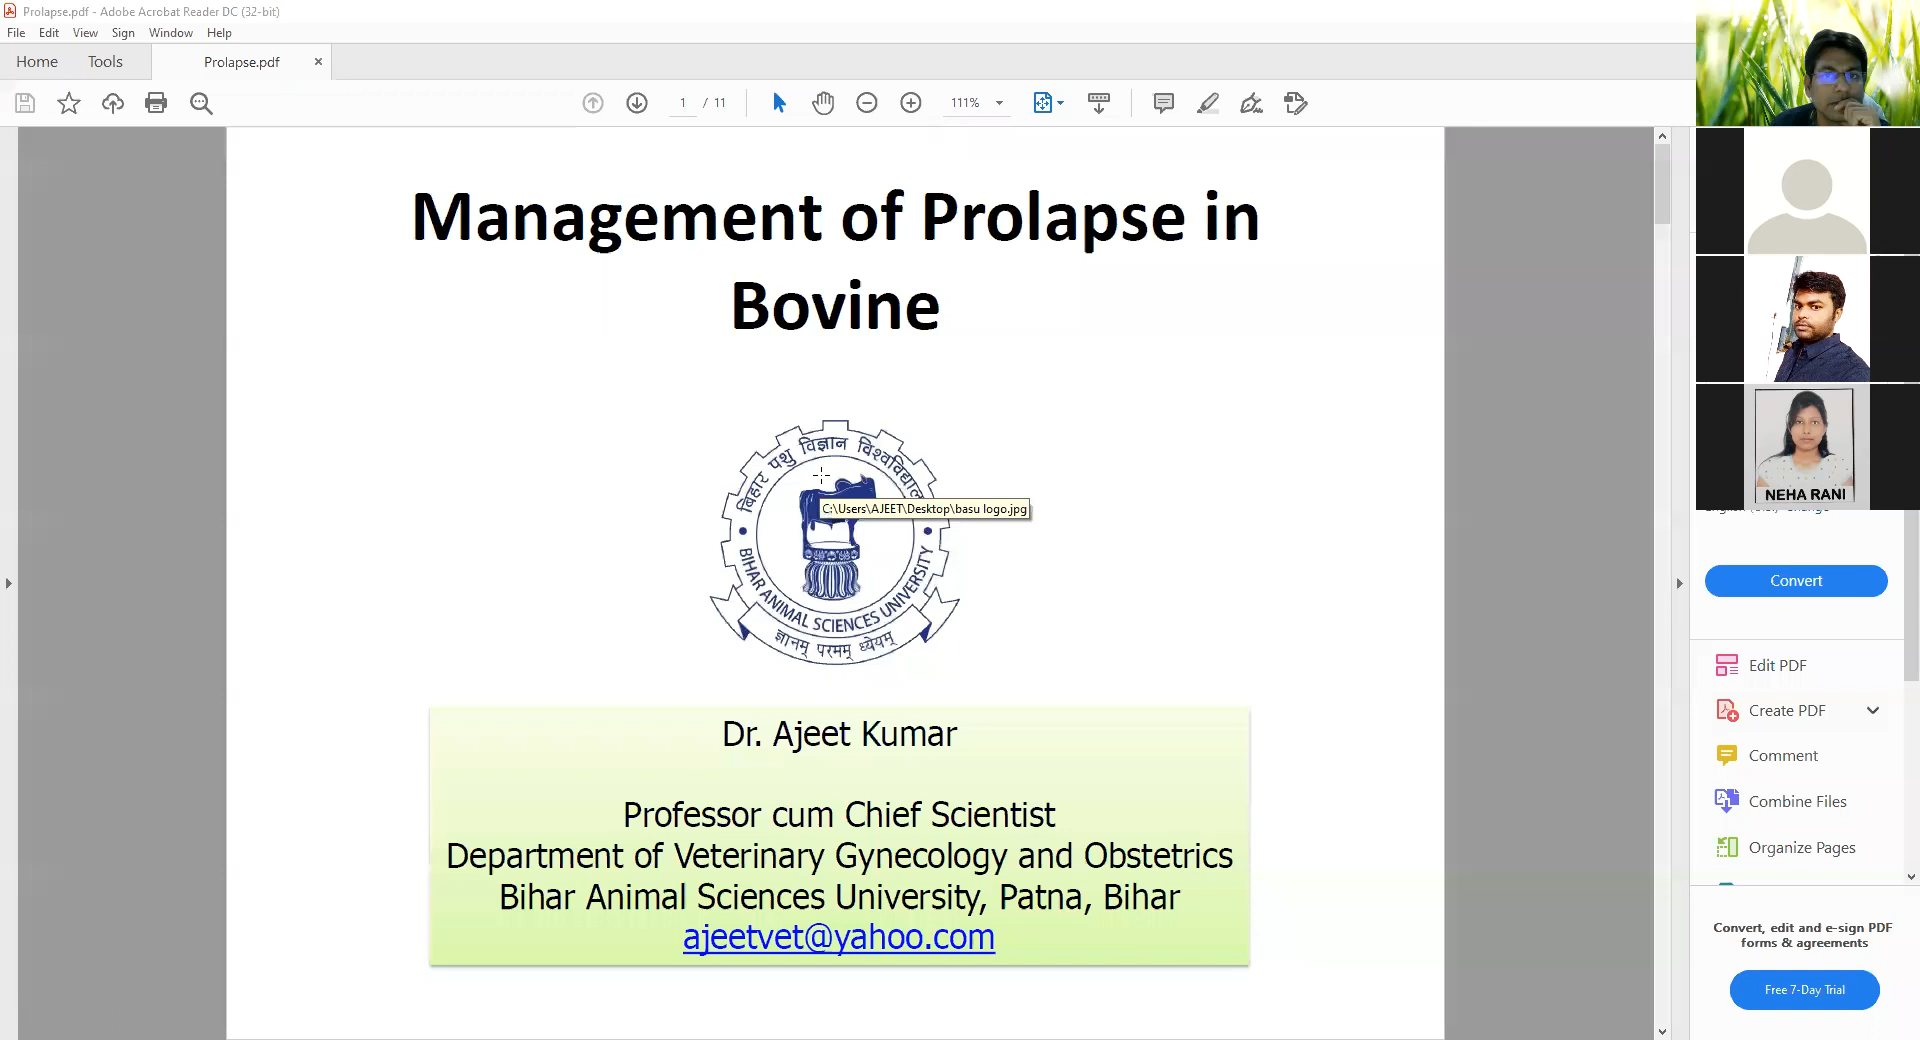 Prolapse.pdf - Adobe Acrobat Reader DC (32-bit)
File Edit View Sign Window Help
Home Tools Prolapse.pdf
1 / 11 111%
Management of Prolapse in
Bovine
बिहार पशु विज्ञान
C:\Users\AJEET\Desktop\basu logo.jpg
BIHAR ANIMAL SCIENCES UNIVERSITY
ज्ञानम् परमम् ध्येयम्
Dr. Ajeet Kumar
Professor cum Chief Scientist
Department of Veterinary Gynecology and Obstetrics
Bihar Animal Sciences University, Patna, Bihar
ajeetvet@yahoo.com
NEHA RANI
Convert
Edit PDF
Create PDF
Comment
Combine Files
Organize Pages
Convert, edit and e-sign PDF
forms & agreements
Free 7-Day Trial